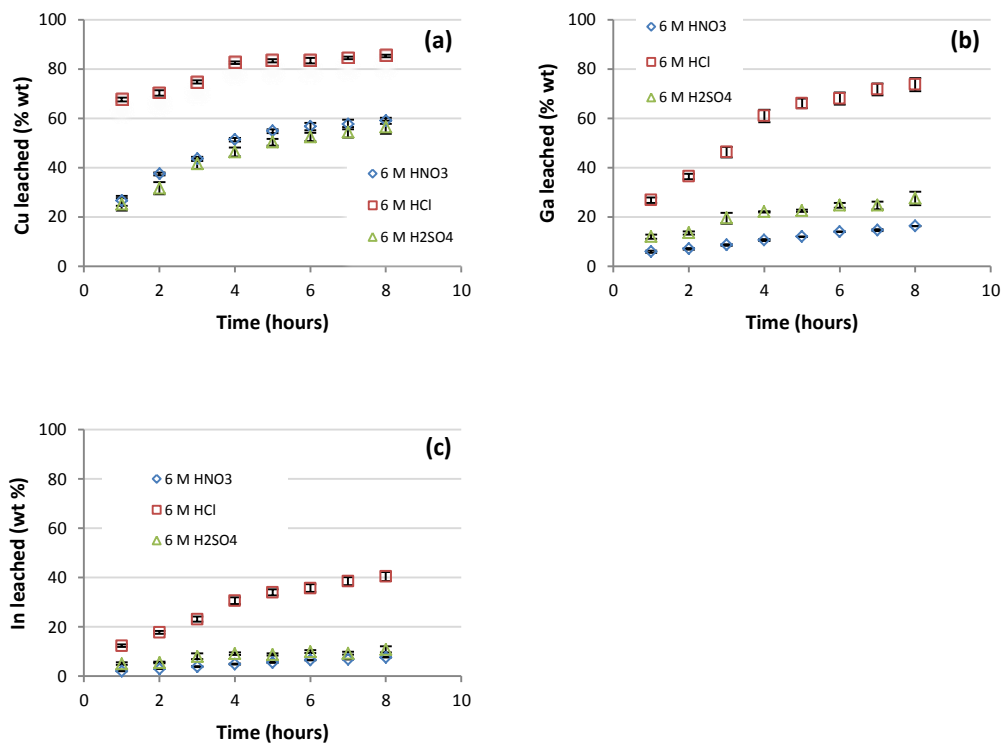 (a)
Cu leached (% wt)
100
80
60
40
20
0
0 2 4 6 8 10
Time (hours)
6 M HNO3
6 M HCl
6 M H2SO4
(b)
Ga leached (% wt)
100
80
60
40
20
0
0 2 4 6 8 10
Time (hours)
6 M HNO3
6 M HCl
6 M H2SO4
(c)
In leached (wt %)
100
80
60
40
20
0
0 2 4 6 8 10
Time (hours)
6 M HNO3
6 M HCl
6 M H2SO4